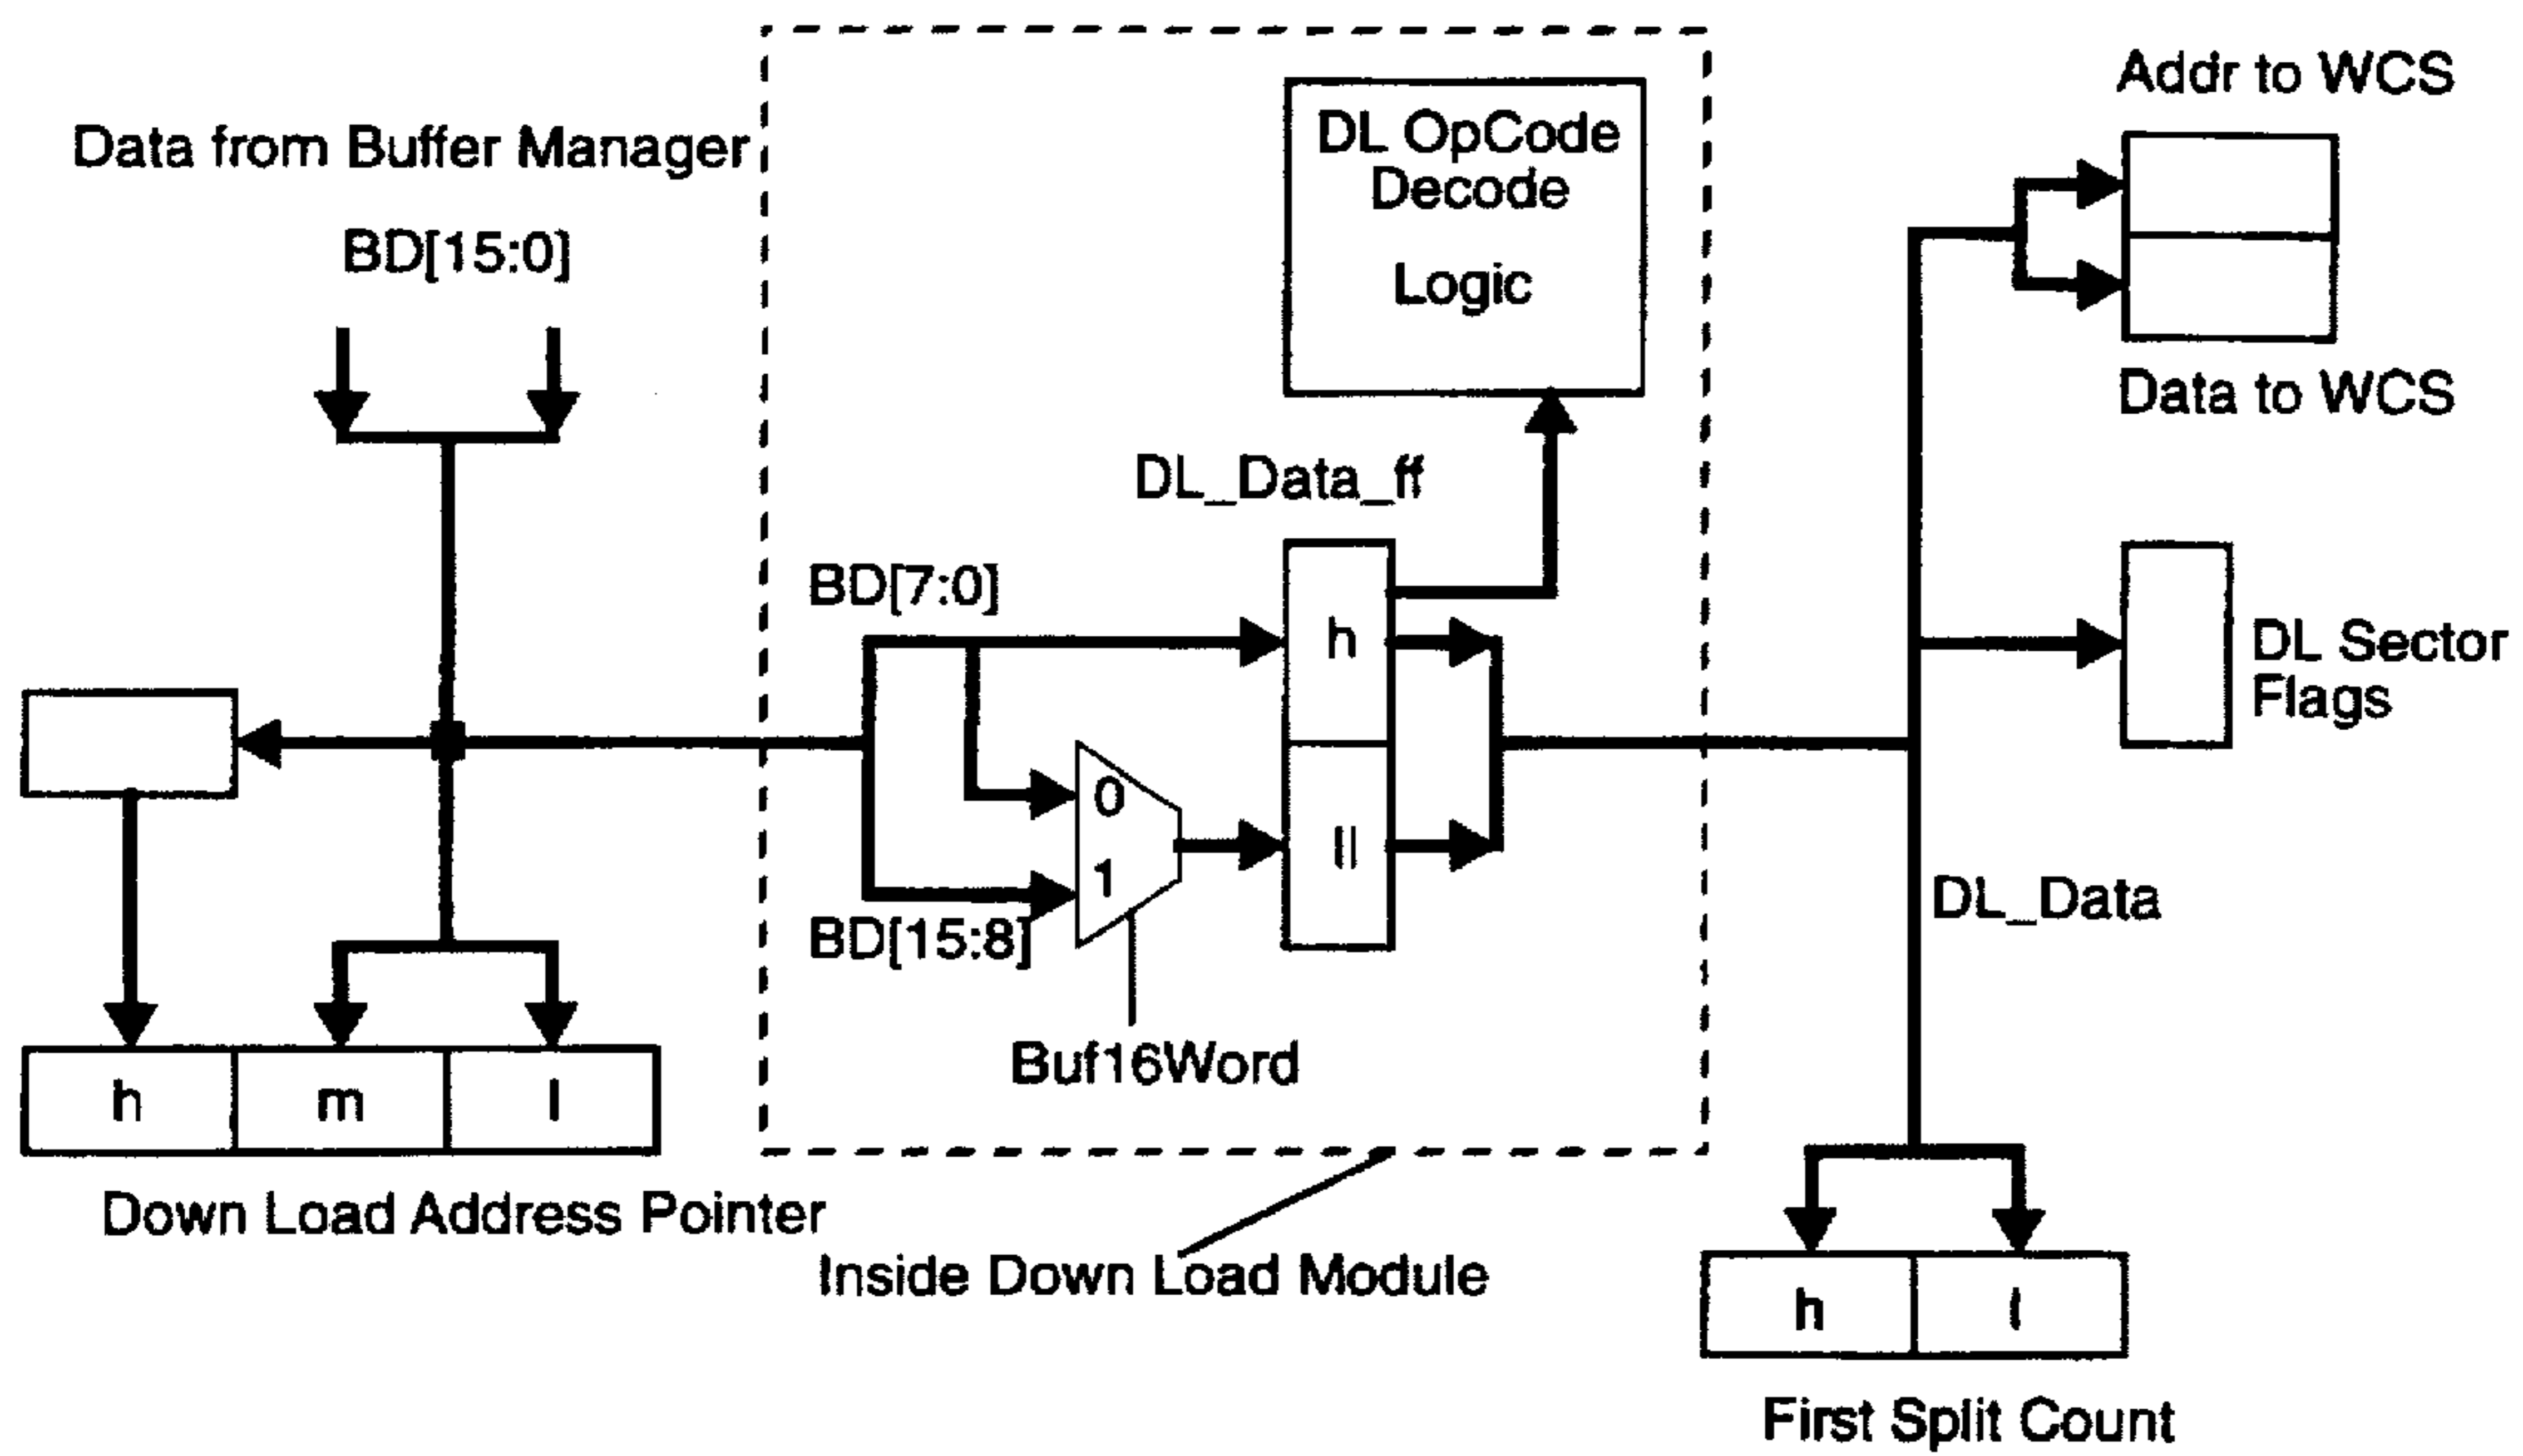 Addr to WCS
Data from Buffer Manager
BD[15:0]
DL OpCode
Decode
Logic
Data to WCS
DL_Data_ff
BD[7:0]
h
DL Sector
Flags
0
1
ll
BD[15:8]
DL_Data
Buf16Word
h m l
Down Load Address Pointer
Inside Down Load Module
h l
First Split Count